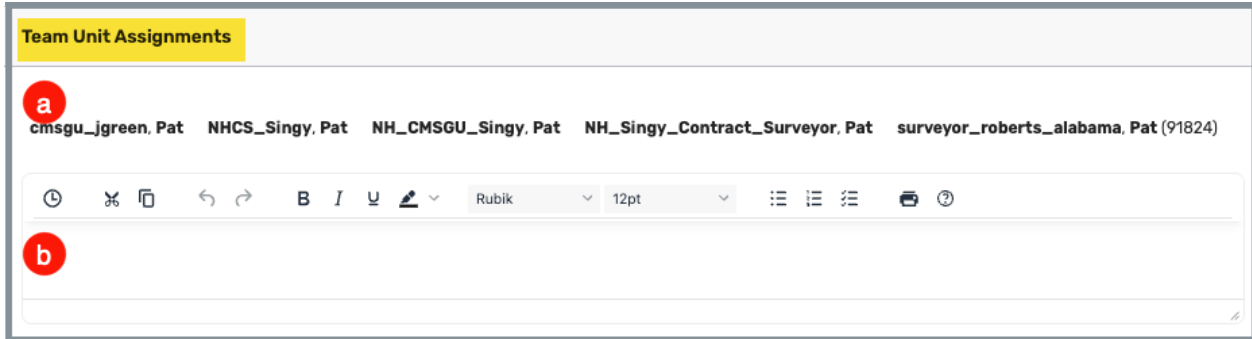 Team Unit Assignments
a
cmsgu_jgreen, Pat NHCS_Singy, Pat NH_CMSGU_Singy, Pat NH_Singy_Contract_Surveyor, Pat surveyor_roberts_alabama, Pat (91824)
B I U Rubik 12pt
b